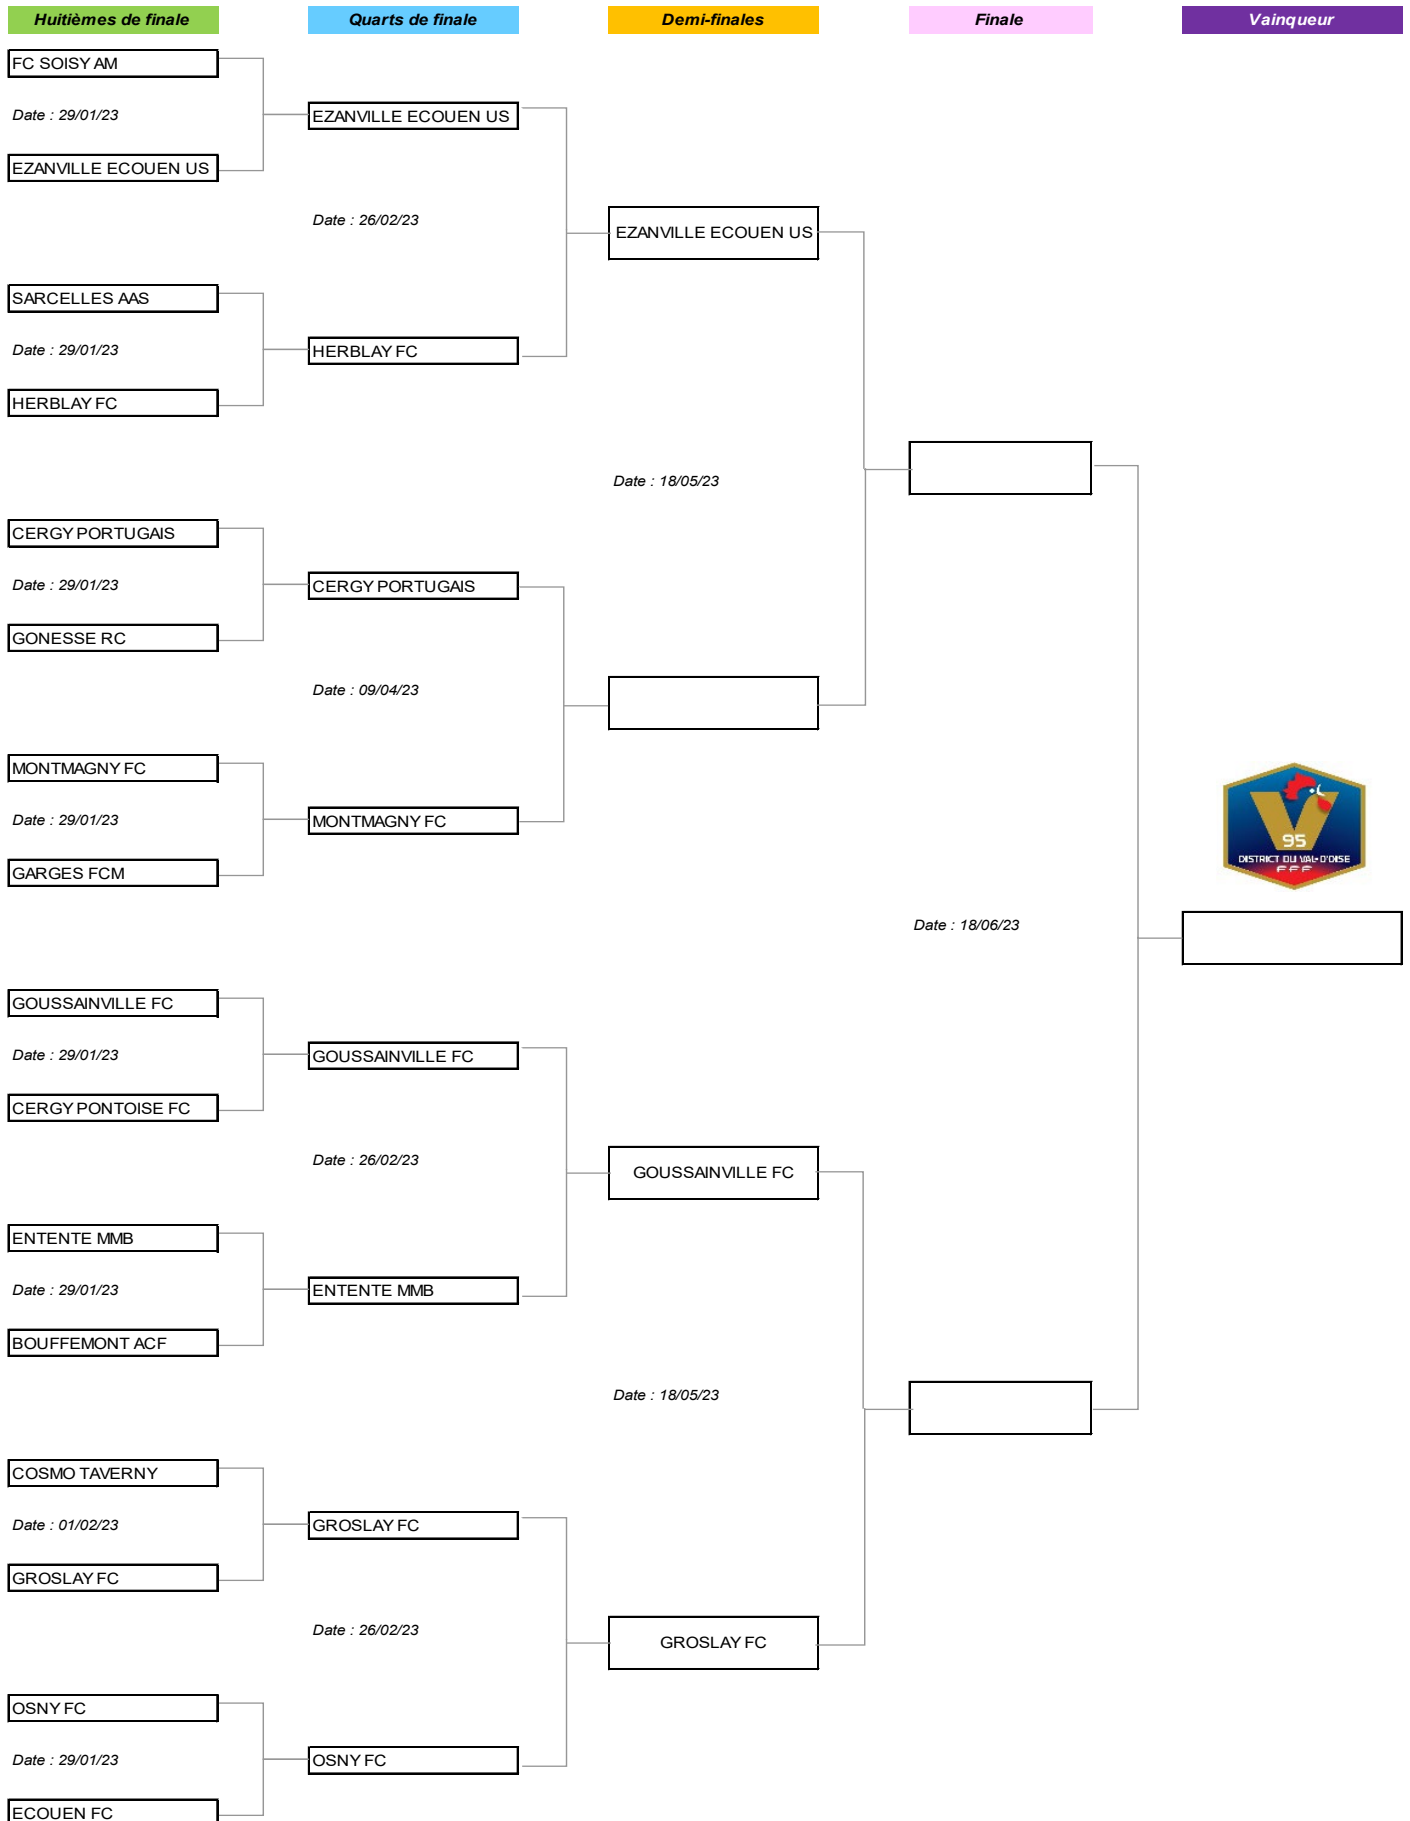 Huitièmes de finale
Quarts de finale
Demi-finales
Finale
Vainqueur
FC SOISY AM
Date : 29/01/23
EZANVILLE ECOUEN US
EZANVILLE ECOUEN US
Date : 26/02/23
EZANVILLE ECOUEN US
SARCELLES AAS
Date : 29/01/23
HERBLAY FC
HERBLAY FC
Date : 18/05/23
CERGY PORTUGAIS
Date : 29/01/23
CERGY PORTUGAIS
GONESSE RC
Date : 09/04/23
MONTMAGNY FC
Date : 29/01/23
MONTMAGNY FC
GARGES FCM
95
DISTRICT DU VAL-D'OISE
FFF
Date : 18/06/23
GOUSSAINVILLE FC
Date : 29/01/23
GOUSSAINVILLE FC
CERGY PONTOISE FC
Date : 26/02/23
GOUSSAINVILLE FC
ENTENTE MMB
Date : 29/01/23
ENTENTE MMB
BOUFFEMONT ACF
Date : 18/05/23
COSMO TAVERNY
Date : 01/02/23
GROSLAY FC
GROSLAY FC
Date : 26/02/23
GROSLAY FC
OSNY FC
Date : 29/01/23
OSNY FC
ECOUEN FC